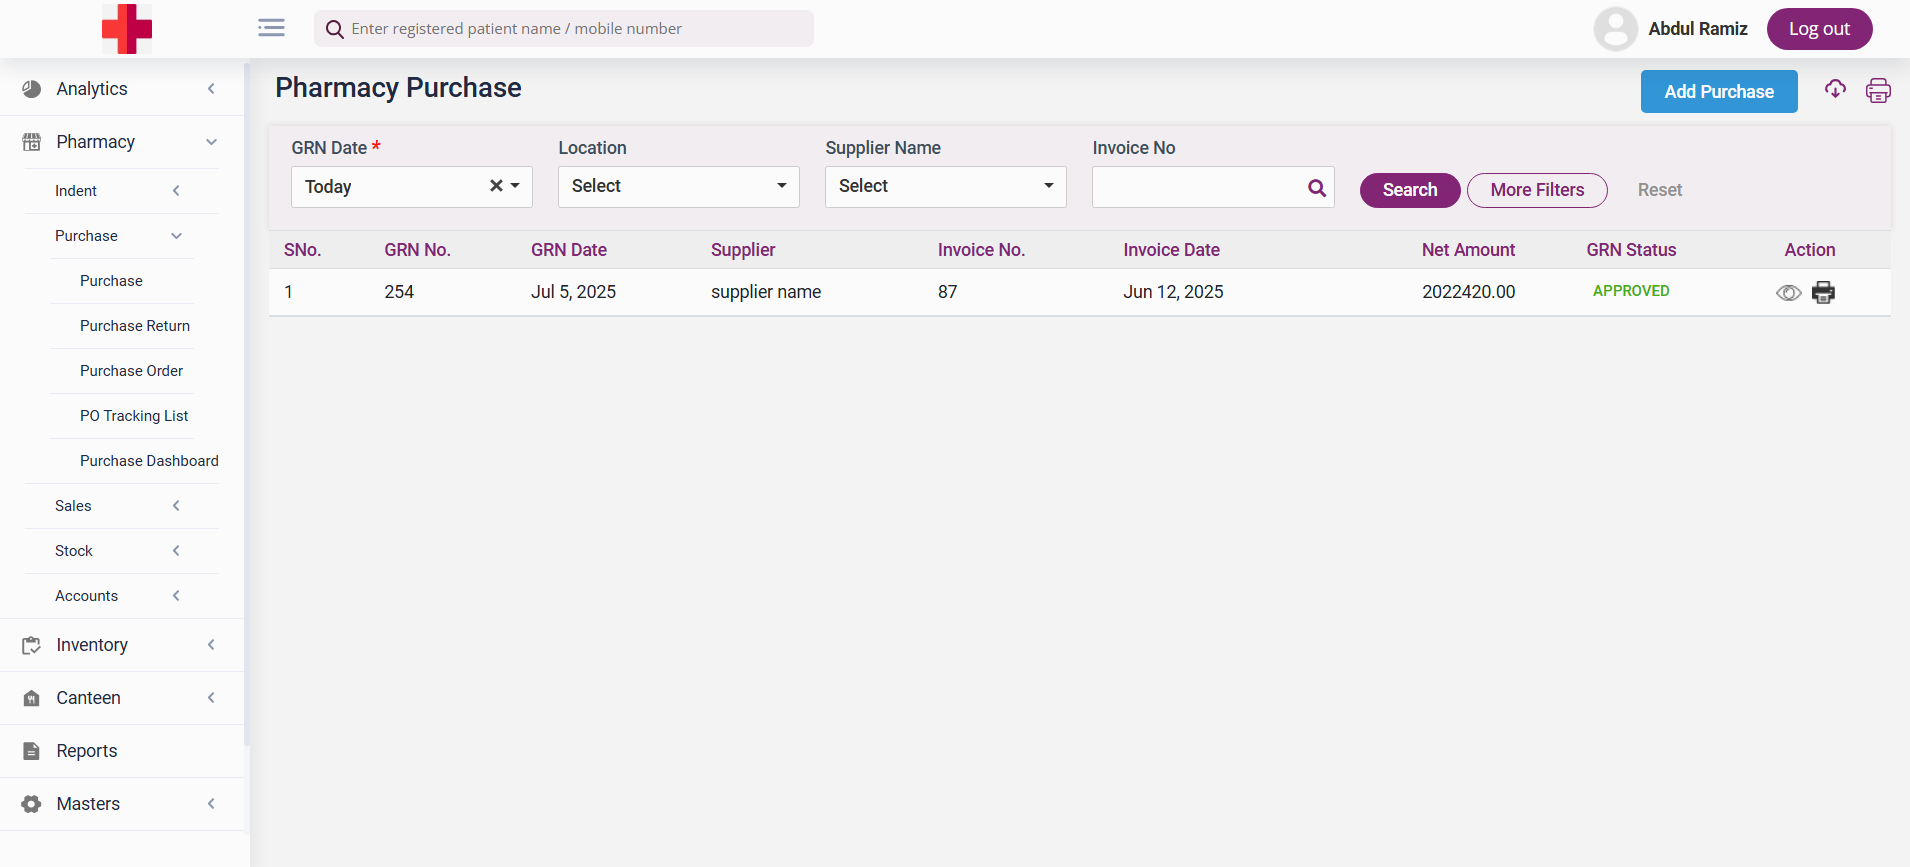 Enter registered patient name / mobile number
Abdul Ramiz
Log out
Analytics
Pharmacy
Indent
Purchase
Purchase
Purchase Return
Purchase Order
PO Tracking List
Purchase Dashboard
Sales
Stock
Accounts
Inventory
Canteen
Reports
Masters
Pharmacy Purchase
Add Purchase
GRN Date * Location Supplier Name Invoice No
Today Select Select Search More Filters Reset
SNo. GRN No. GRN Date Supplier Invoice No. Invoice Date Net Amount GRN Status Action
1 254 Jul 5, 2025 supplier name 87 Jun 12, 2025 2022420.00 APPROVED